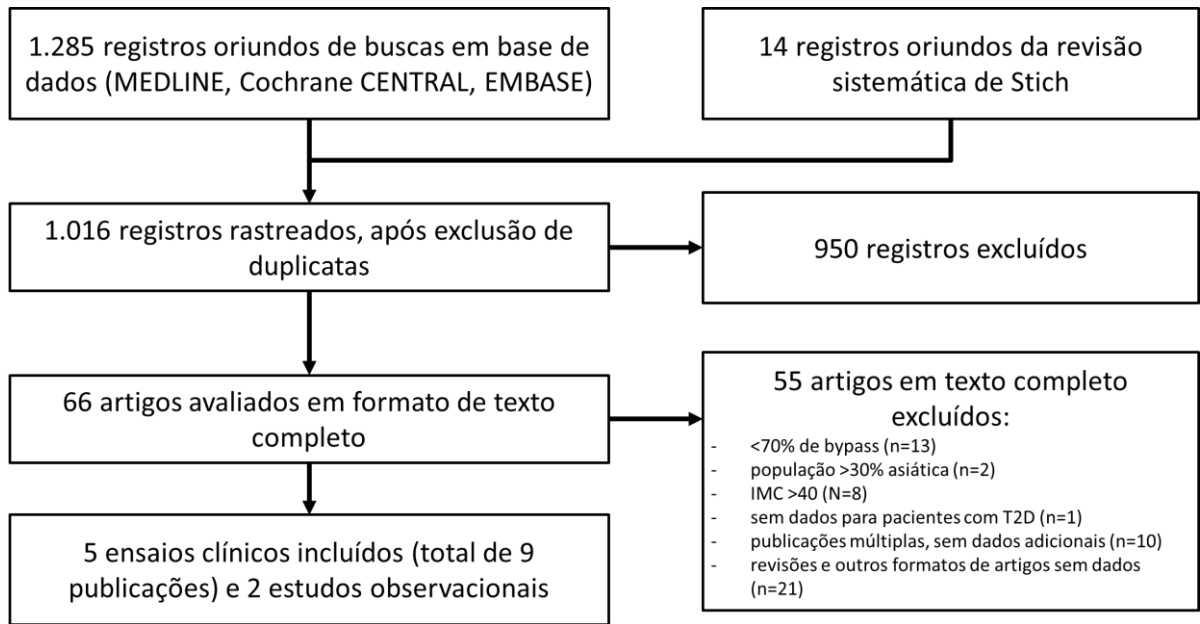 1.285 registros oriundos de buscas em base de
dados (MEDLINE, Cochrane CENTRAL, EMBASE)
14 registros oriundos da revisão
sistemática de Stich
1.016 registros rastreados, após exclusão de
duplicatas
950 registros excluídos
66 artigos avaliados em formato de texto
completo
55 artigos em texto completo
excluídos:
- <70% de bypass (n=13)
- população >30% asiática (n=2)
- IMC >40 (N=8)
- sem dados para pacientes com T2D (n=1)
- publicações múltiplas, sem dados adicionais (n=10)
- revisões e outros formatos de artigos sem dados
(n=21)
5 ensaios clínicos incluídos (total de 9
publicações) e 2 estudos observacionais